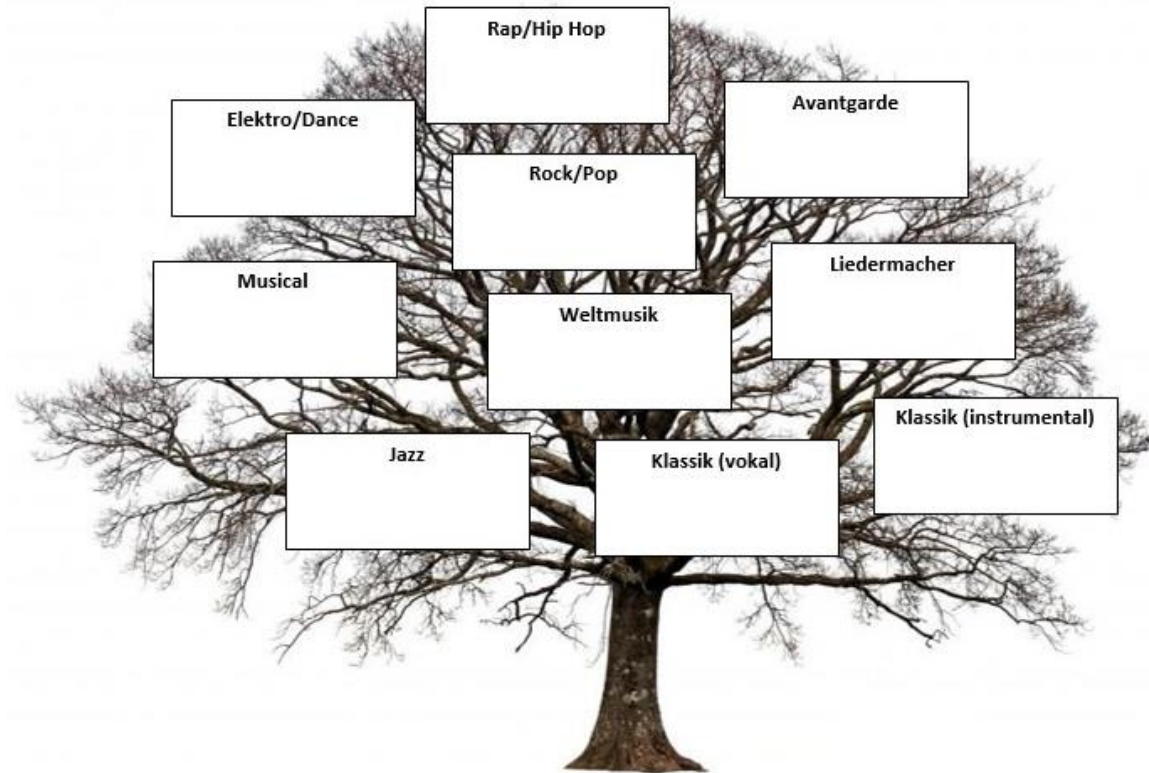 Rap/Hip Hop
Avantgarde
Elektro/Dance
Rock/Pop
Liedermacher
Musical
Weltmusik
Klassik (instrumental)
Jazz
Klassik (vokal)